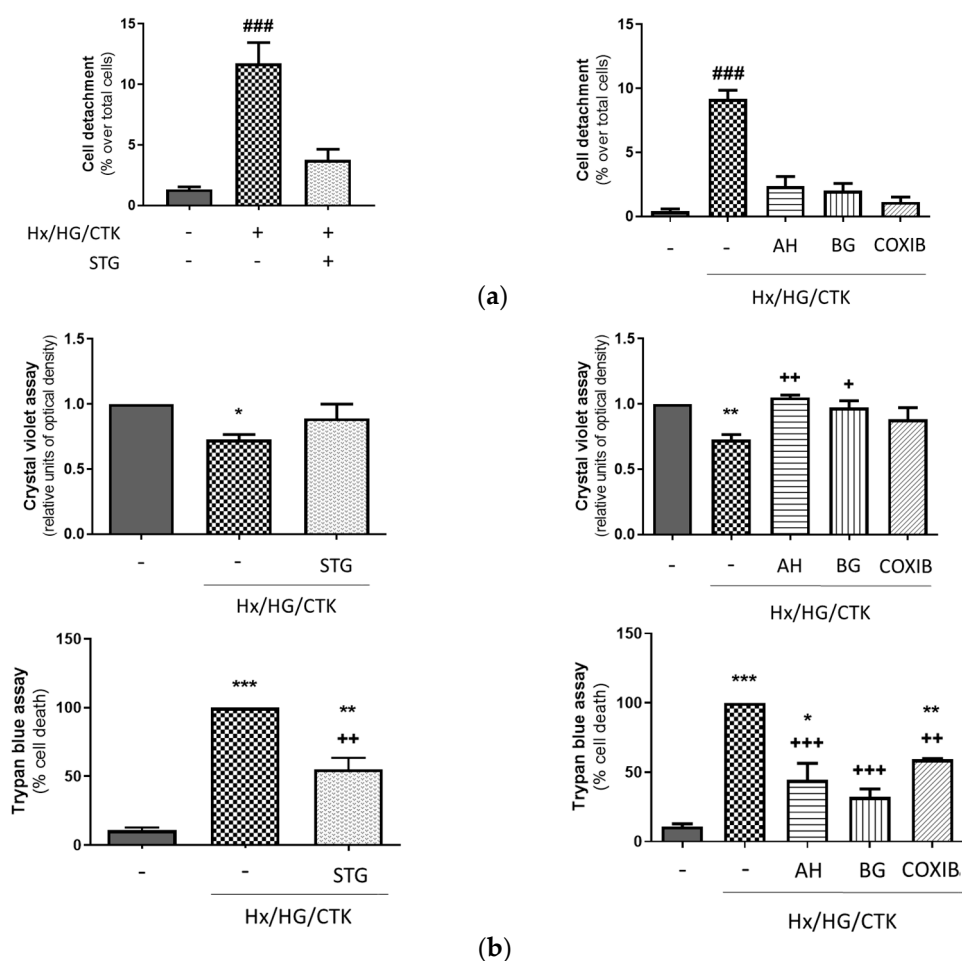 Cell detachment
(% over total cells)
15
10
5
0
###
Hx/HG/CTK - + +
STG - - +
Cell detachment
(% over total cells)
15
10
5
0
###
- - AH BG COXIB
Hx/HG/CTK
(a)
Crystal violet assay
(relative units of optical density)
1.5
1.0
0.5
0.0
*
- - STG
Hx/HG/CTK
Crystal violet assay
(relative units of optical density)
1.5
1.0
0.5
0.0
**
++
+
- - AH BG COXIB
Hx/HG/CTK
Trypan blue assay
(% cell death)
150
100
50
0
***
**
++
- - STG
Hx/HG/CTK
Trypan blue assay
(% cell death)
150
100
50
0
***
*
+++
+++
**
++
- - AH BG COXIB
Hx/HG/CTK
(b)